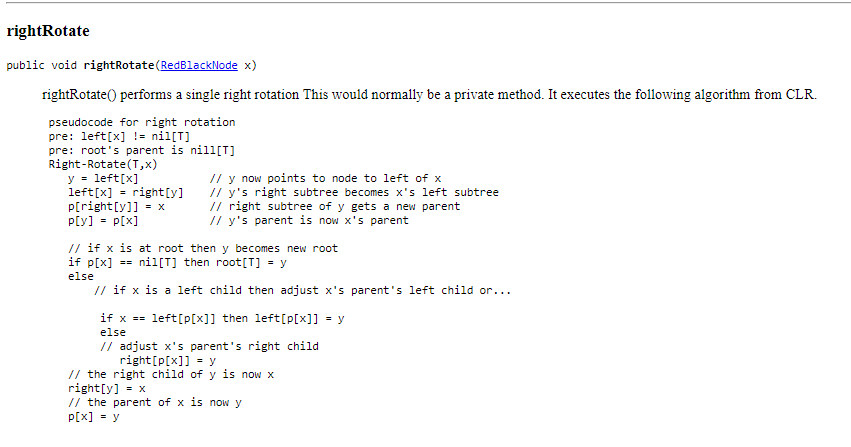 rightRotate
public void rightRotate(RedBlackNode x)
rightRotate() performs a single right rotation This would normally be a private method. It executes the following algorithm from CLR.
pseudocode for right rotation
pre: left[x] != nil[T]
pre: root's parent is nill[T]
Right-Rotate(T,x)
y = left[x] // y now points to node to left of x
left[x] = right[y] // y's right subtree becomes x's left subtree
p[right[y]] = x // right subtree of y gets a new parent
p[y] = p[x] // y's parent is now x's parent
// if x is at root then y becomes new root
if p[x] == nil[T] then root[T] = y
else
// if x is a left child then adjust x's parent's left child or...
if x == left[p[x]] then left[p[x]] = y
else
// adjust x's parent's right child
right[p[x]] = y
// the right child of y is now x
right[y] = x
// the parent of x is now y
p[x] = y